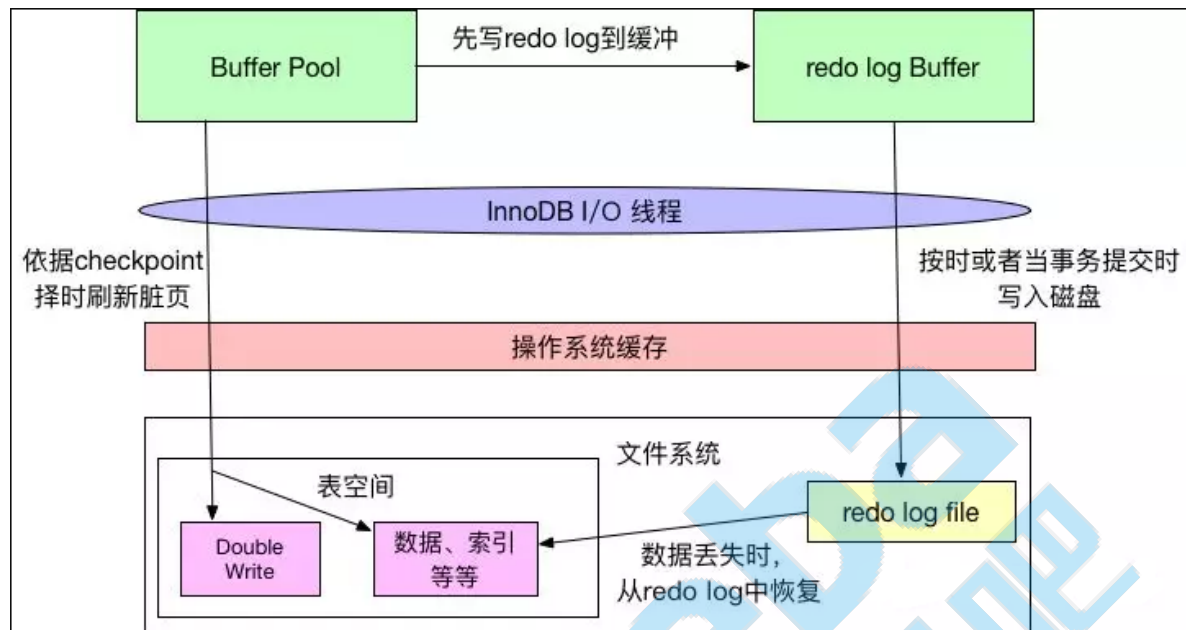 先写redo log到缓冲
Buffer Pool
redo log Buffer
InnoDB I/O 线程
依据checkpoint
择时刷新脏页
按时或者当事务提交时
写入磁盘
操作系统缓存
文件系统
表空间
redo log file
Double
Write
数据、索引
等等
数据丢失时，
从redo log中恢复